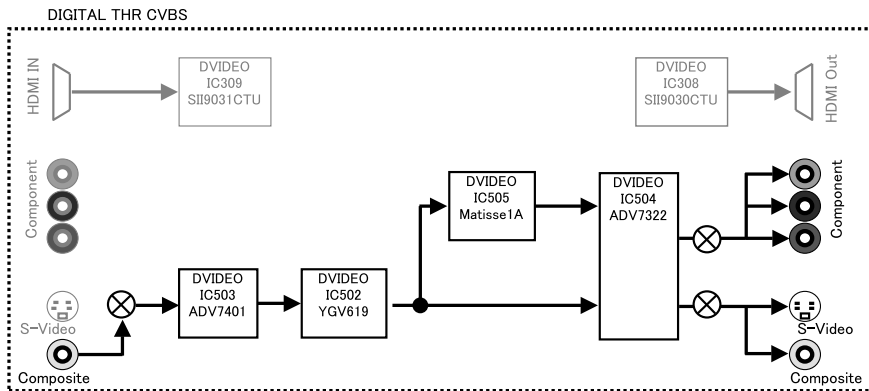 DIGITAL THR CVBS
HDMI IN
DVIDEO
IC309
SII9031CTU
DVIDEO
IC308
SII9030CTU
HDMI Out
Component
DVIDEO
IC505
Matisse1A
DVIDEO
IC504
ADV7322
Component
DVIDEO
IC503
ADV7401
DVIDEO
IC502
YGV619
S-Video
Composite
S-Video
Composite